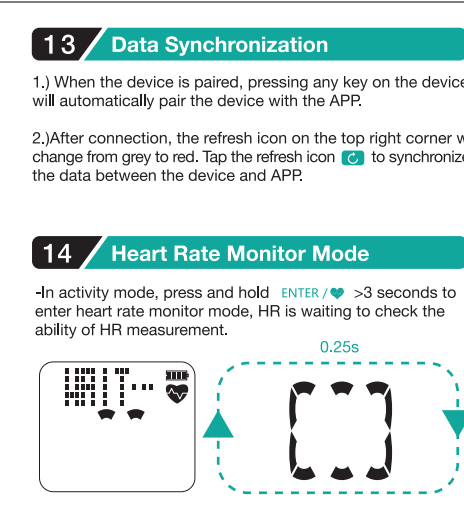 13 Data Synchronization
1.) When the device is paired, pressing any key on the device
will automatically pair the device with the APP.
2.)After connection, the refresh icon on the top right corner w
change from grey to red. Tap the refresh icon to synchronize
the data between the device and APP.
14 Heart Rate Monitor Mode
-In activity mode, press and hold ENTER / >3 seconds to
enter heart rate monitor mode, HR is waiting to check the
ability of HR measurement.
0.25s
WAIT...